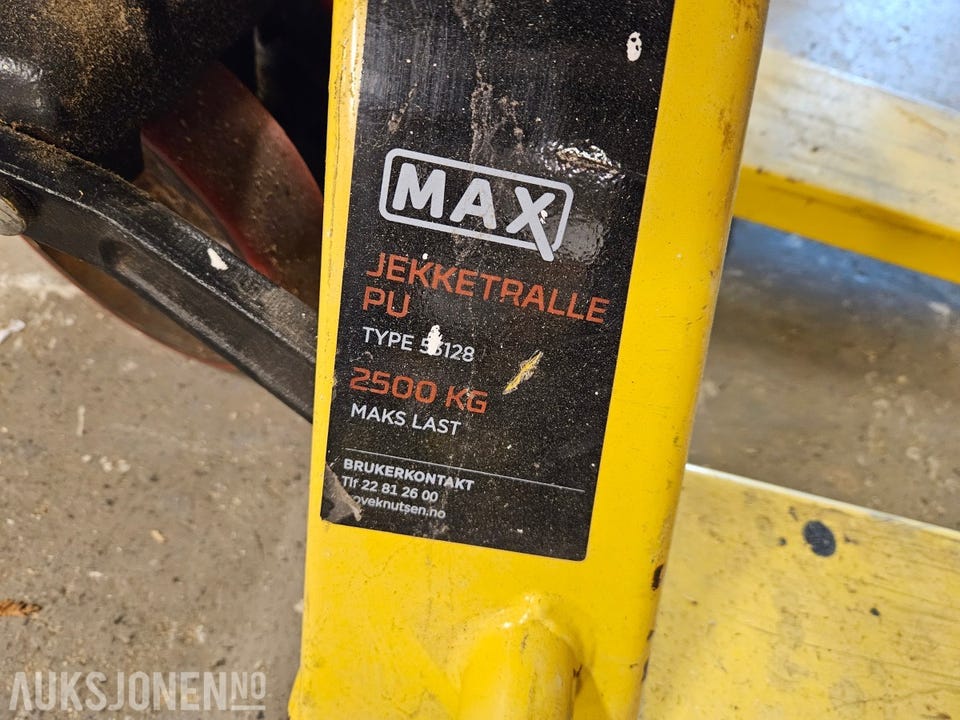 MAX
JEKKETRALLE
PU
TYPE
2500 KG
MAKS LAST
BRUKERKONTAKT
Tlf 22 81 26 00
AUKSJONEN.NO